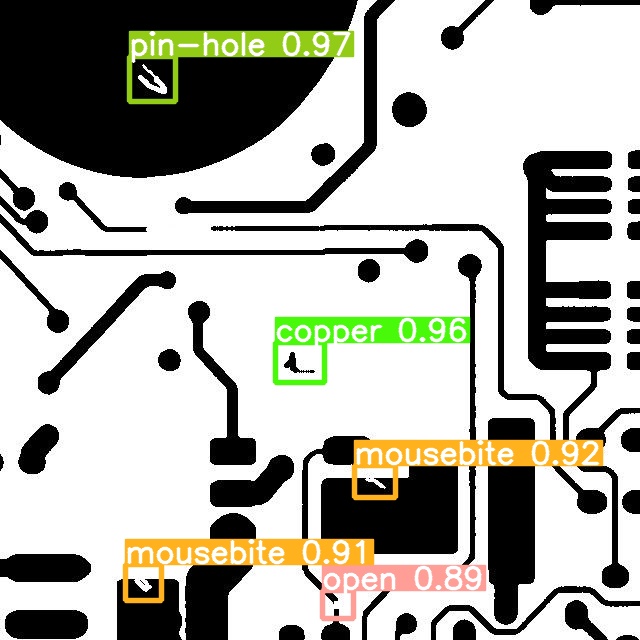 pin-hole 0.97
copper 0.96
mousebite 0.92
mousebite 0.91
open 0.89